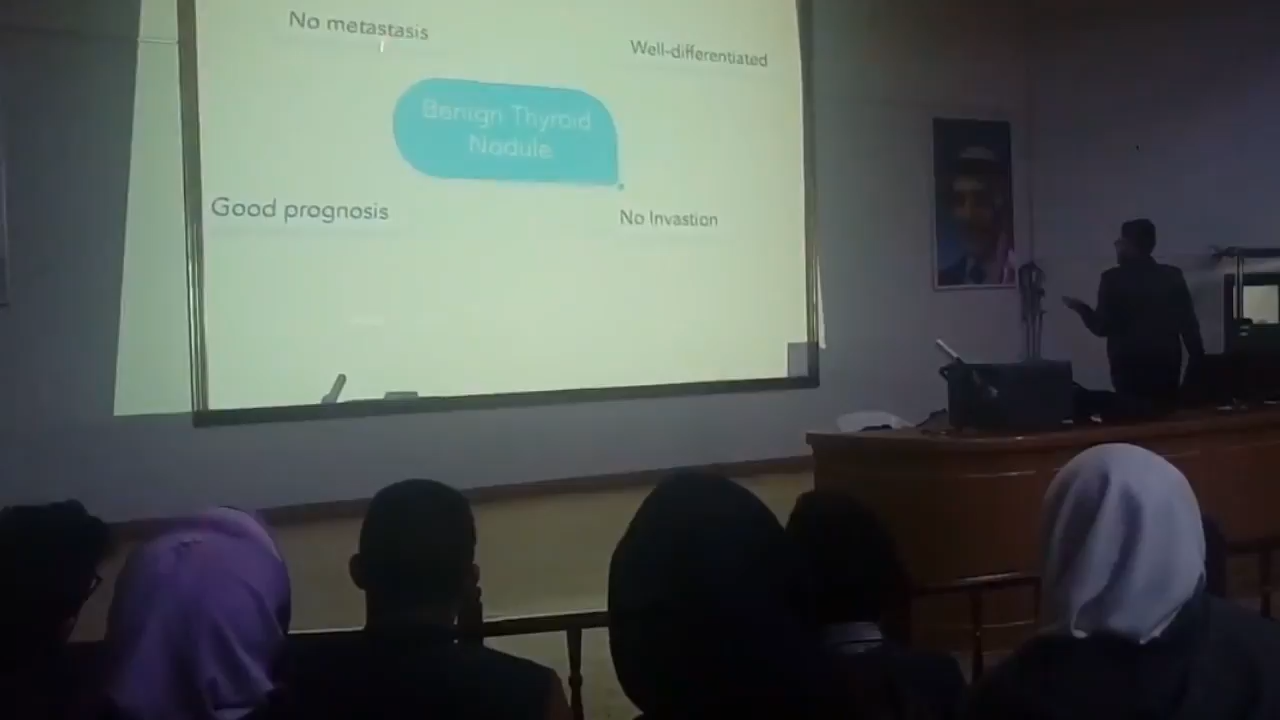 No metastasis
Well-differentiated
Benign Thyroid
Nodule
Good prognosis
No Invastion